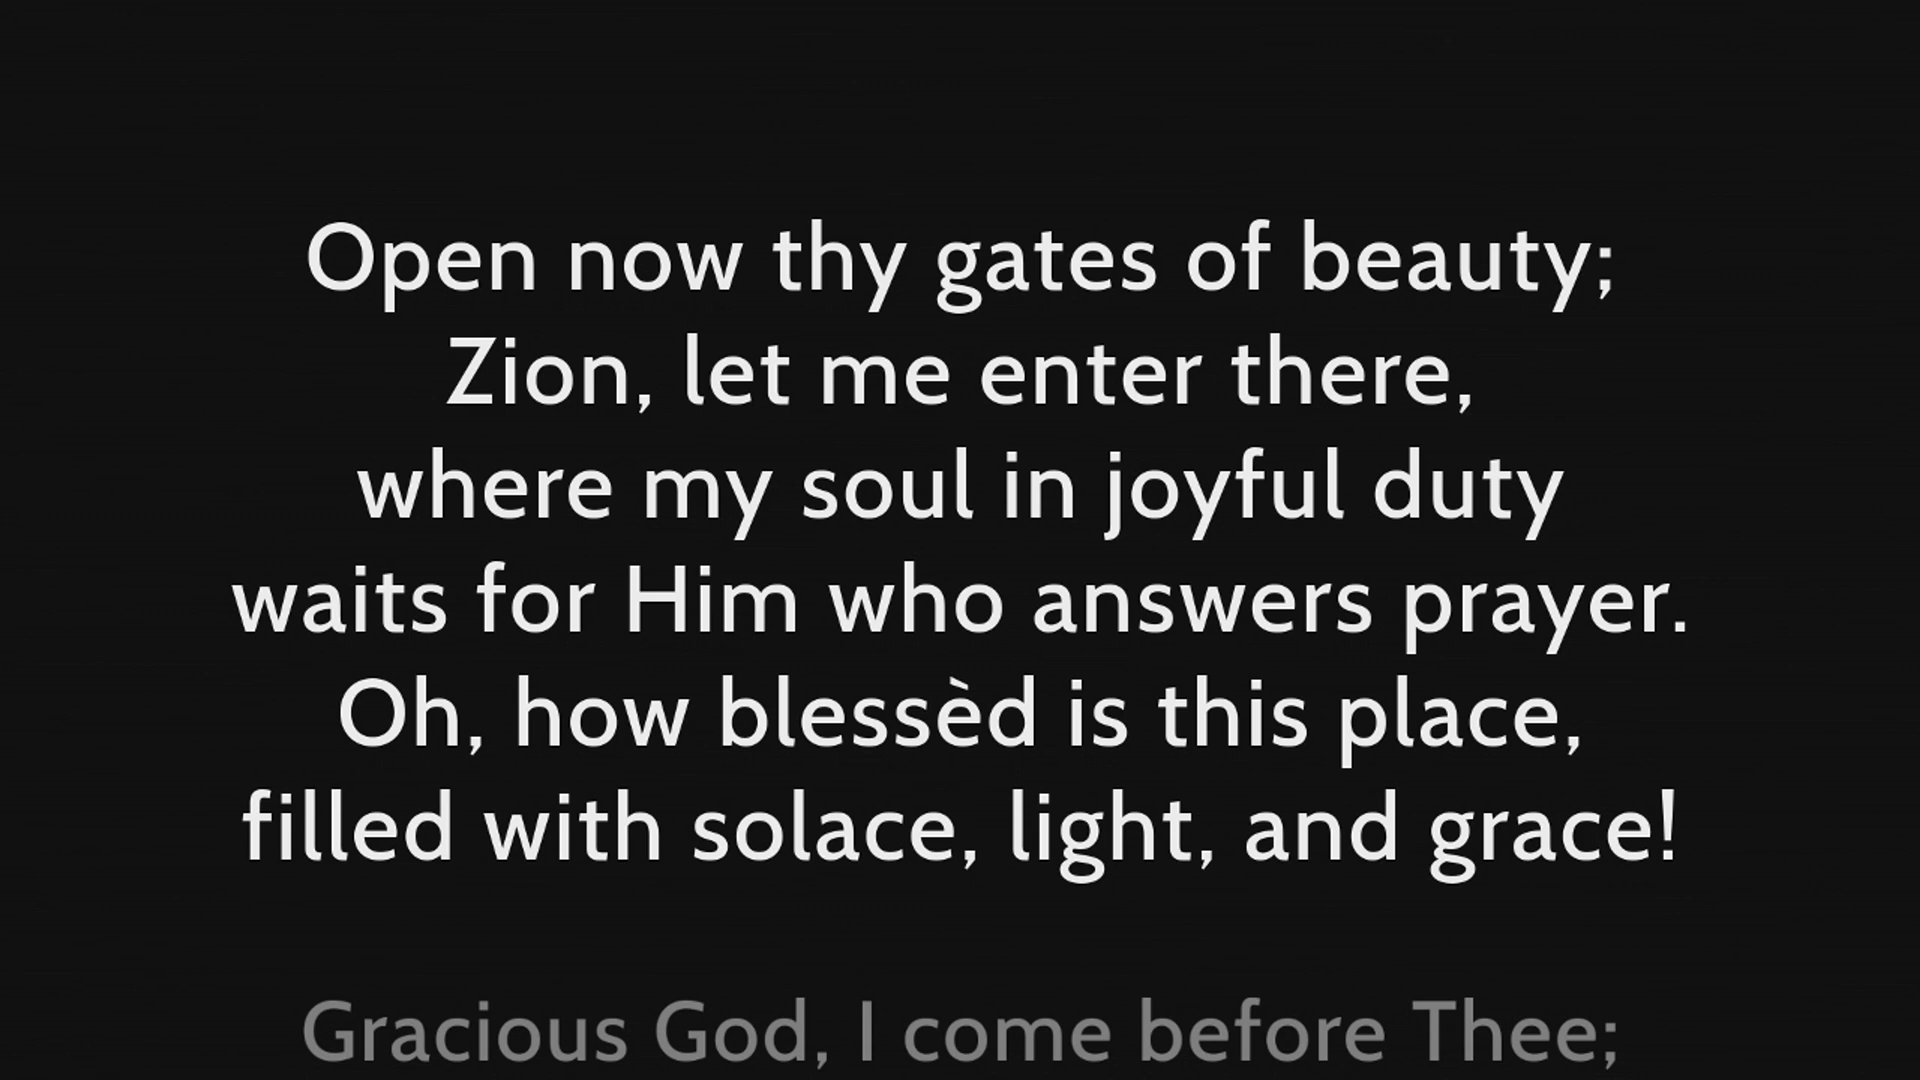 Open now thy gates of beauty;
Zion, let me enter there,
where my soul in joyful duty
waits for Him who answers prayer.
Oh, how blessèd is this place,
filled with solace, light, and grace!
Gracious God, I come before Thee;